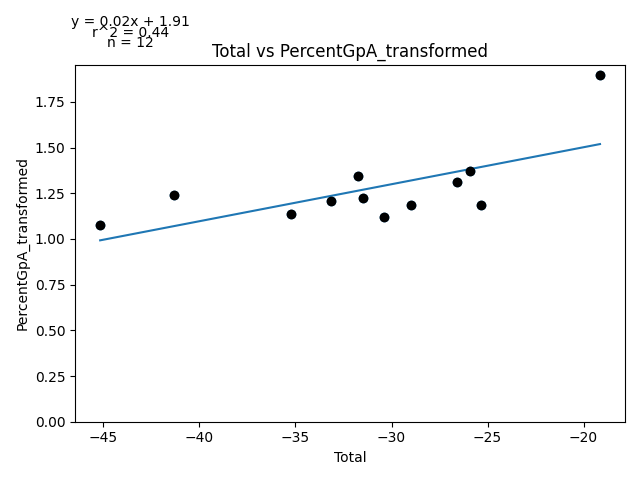 y = 0.02x + 1.91
r^2 = 0.44
n = 12
Total vs PercentGpA_transformed
PercentGpA_transformed
1.75
1.50
1.25
1.00
0.75
0.50
0.25
0.00
−45
−40
−35
−30
−25
−20
Total